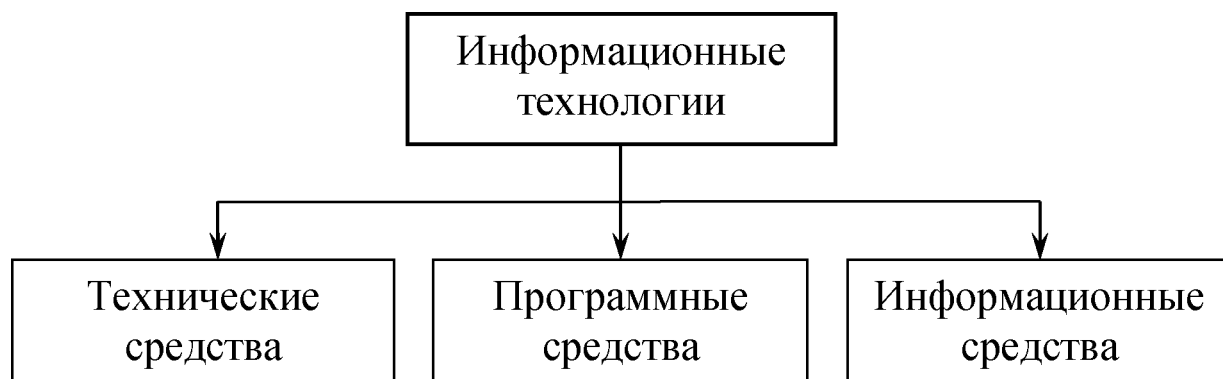 Информационные
технологии
Технические
средства
Программные
средства
Информационные
средства